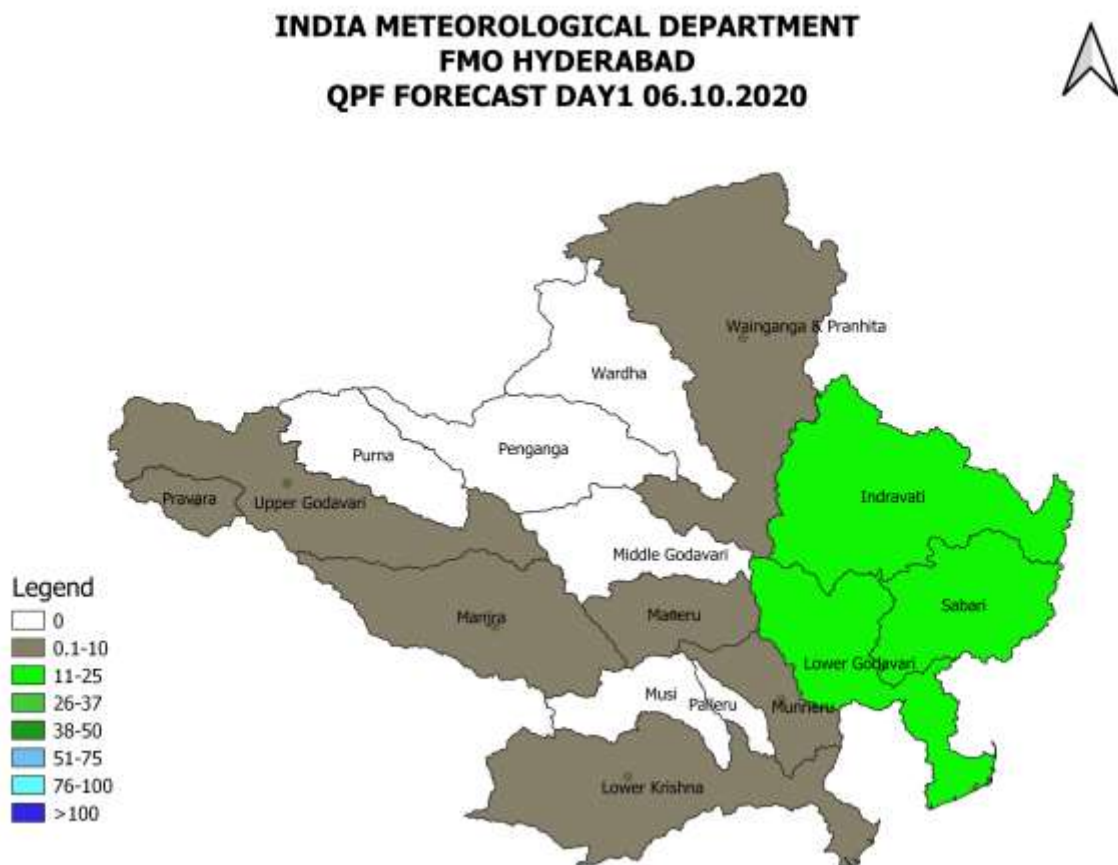 INDIA METEOROLOGICAL DEPARTMENT
FMO HYDERABAD
QPF FORECAST DAY1 06.10.2020
Wainganga & Pranhita
Wardha
Penganga
Purna
Indravati
Pravara
Upper Godavari
Middle Godavari
Legend
0
0.1-10
11-25
26-37
38-50
51-75
76-100
>100
Manjra
Maneru
Sabari
Lower Godavari
Musi
Palleru
Munneru
Lower Krishna